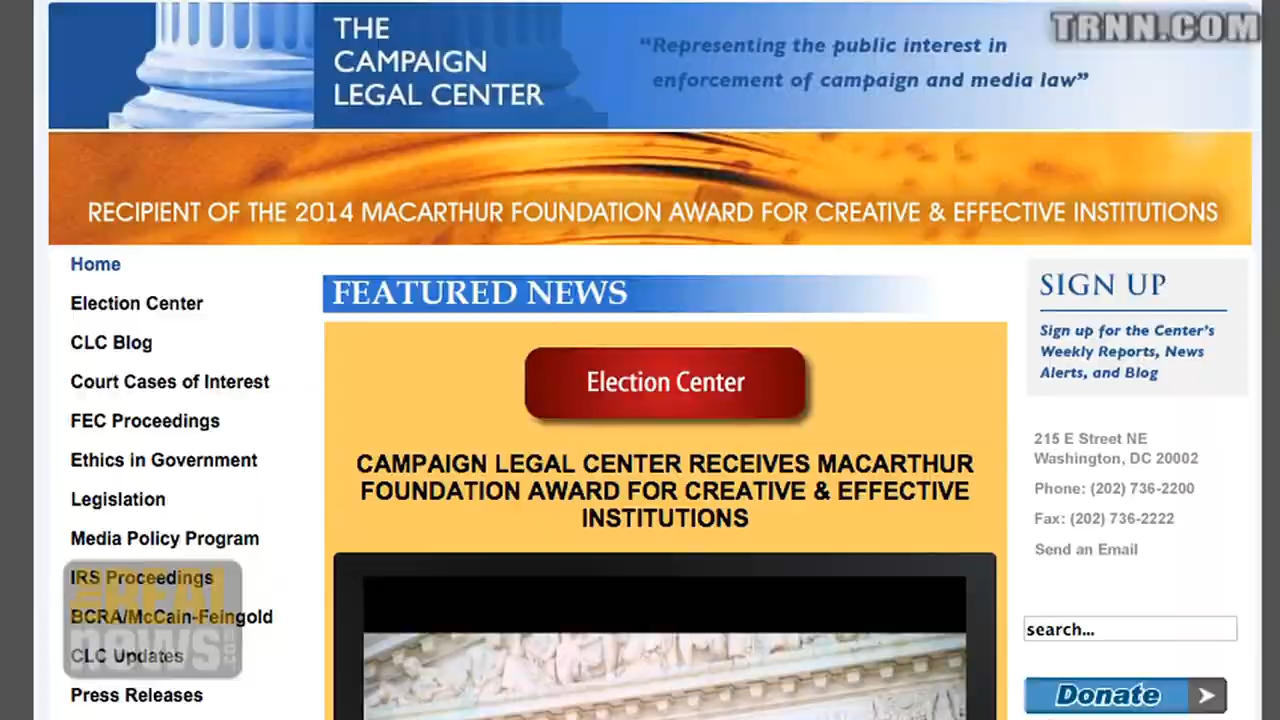 THE
CAMPAIGN
LEGAL CENTER
"Representing the public interest in
enforcement of campaign and media law"
TRNN.COM
RECIPIENT OF THE 2014 MACARTHUR FOUNDATION AWARD FOR CREATIVE & EFFECTIVE INSTITUTIONS
Home
Election Center
CLC Blog
Court Cases of Interest
FEC Proceedings
Ethics in Government
Legislation
Media Policy Program
IRS Proceedings
BCRA/McCain-Feingold
CLC Updates
Press Releases
THE REAL
news.com
FEATURED NEWS
Election Center
CAMPAIGN LEGAL CENTER RECEIVES MACARTHUR
FOUNDATION AWARD FOR CREATIVE & EFFECTIVE
INSTITUTIONS
SIGN UP
Sign up for the Center's
Weekly Reports, News
Alerts, and Blog
215 E Street NE
Washington, DC 20002
Phone: (202) 736-2200
Fax: (202) 736-2222
Send an Email
search...
Donate